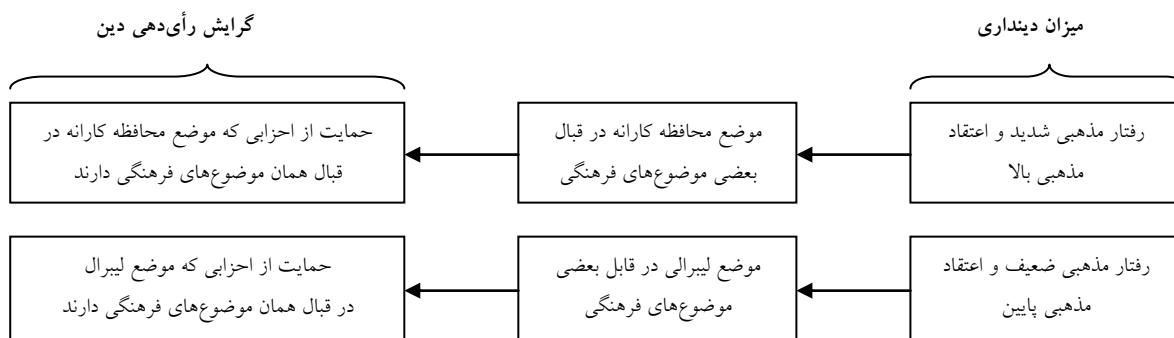 میزان دینداری
گرایش رأی‌دهی دین
رفتار مذهبی شدید و اعتقاد
مذهبی بالا
موضع محافظه کارانه در قبال
بعضی موضوع‌های فرهنگی
حمایت از احزابی که موضع محافظه کارانه در
قبال همان موضوع‌های فرهنگی دارند
رفتار مذهبی ضعیف و اعتقاد
مذهبی پایین
موضع لیبرالی در قابل بعضی
موضوع‌های فرهنگی
حمایت از احزابی که موضع لیبرال
در قبال همان موضوع‌های فرهنگی دارند